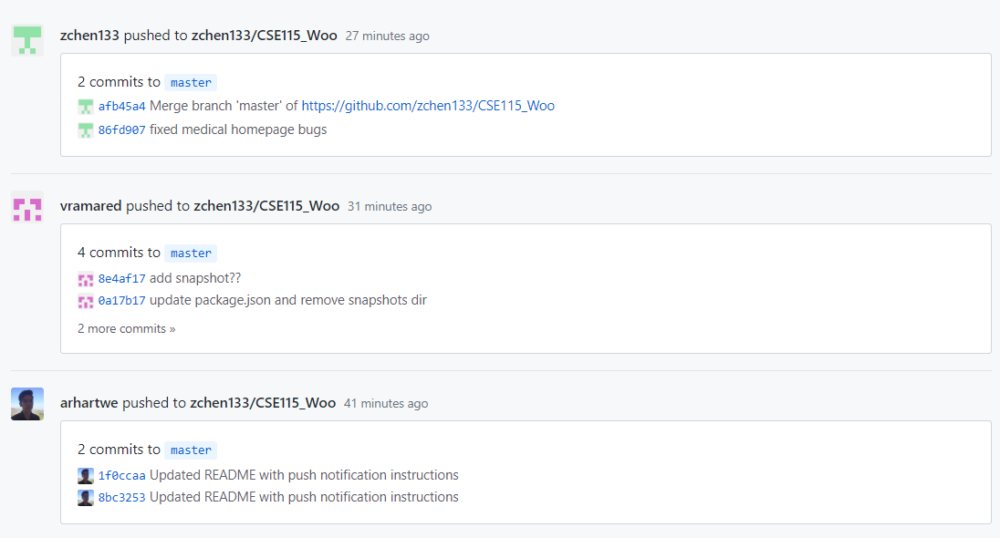 zchen133 pushed to zchen133/CSE115_Woo 27 minutes ago
2 commits to master
afb45a4 Merge branch 'master' of https://github.com/zchen133/CSE115_Woo
86fd907 fixed medical homepage bugs
vramared pushed to zchen133/CSE115_Woo 31 minutes ago
4 commits to master
8e4af17 add snapshot??
0a17b17 update package.json and remove snapshots dir
2 more commits »
arhartwe pushed to zchen133/CSE115_Woo 41 minutes ago
2 commits to master
1f0ccaa Updated README with push notification instructions
8bc3253 Updated README with push notification instructions